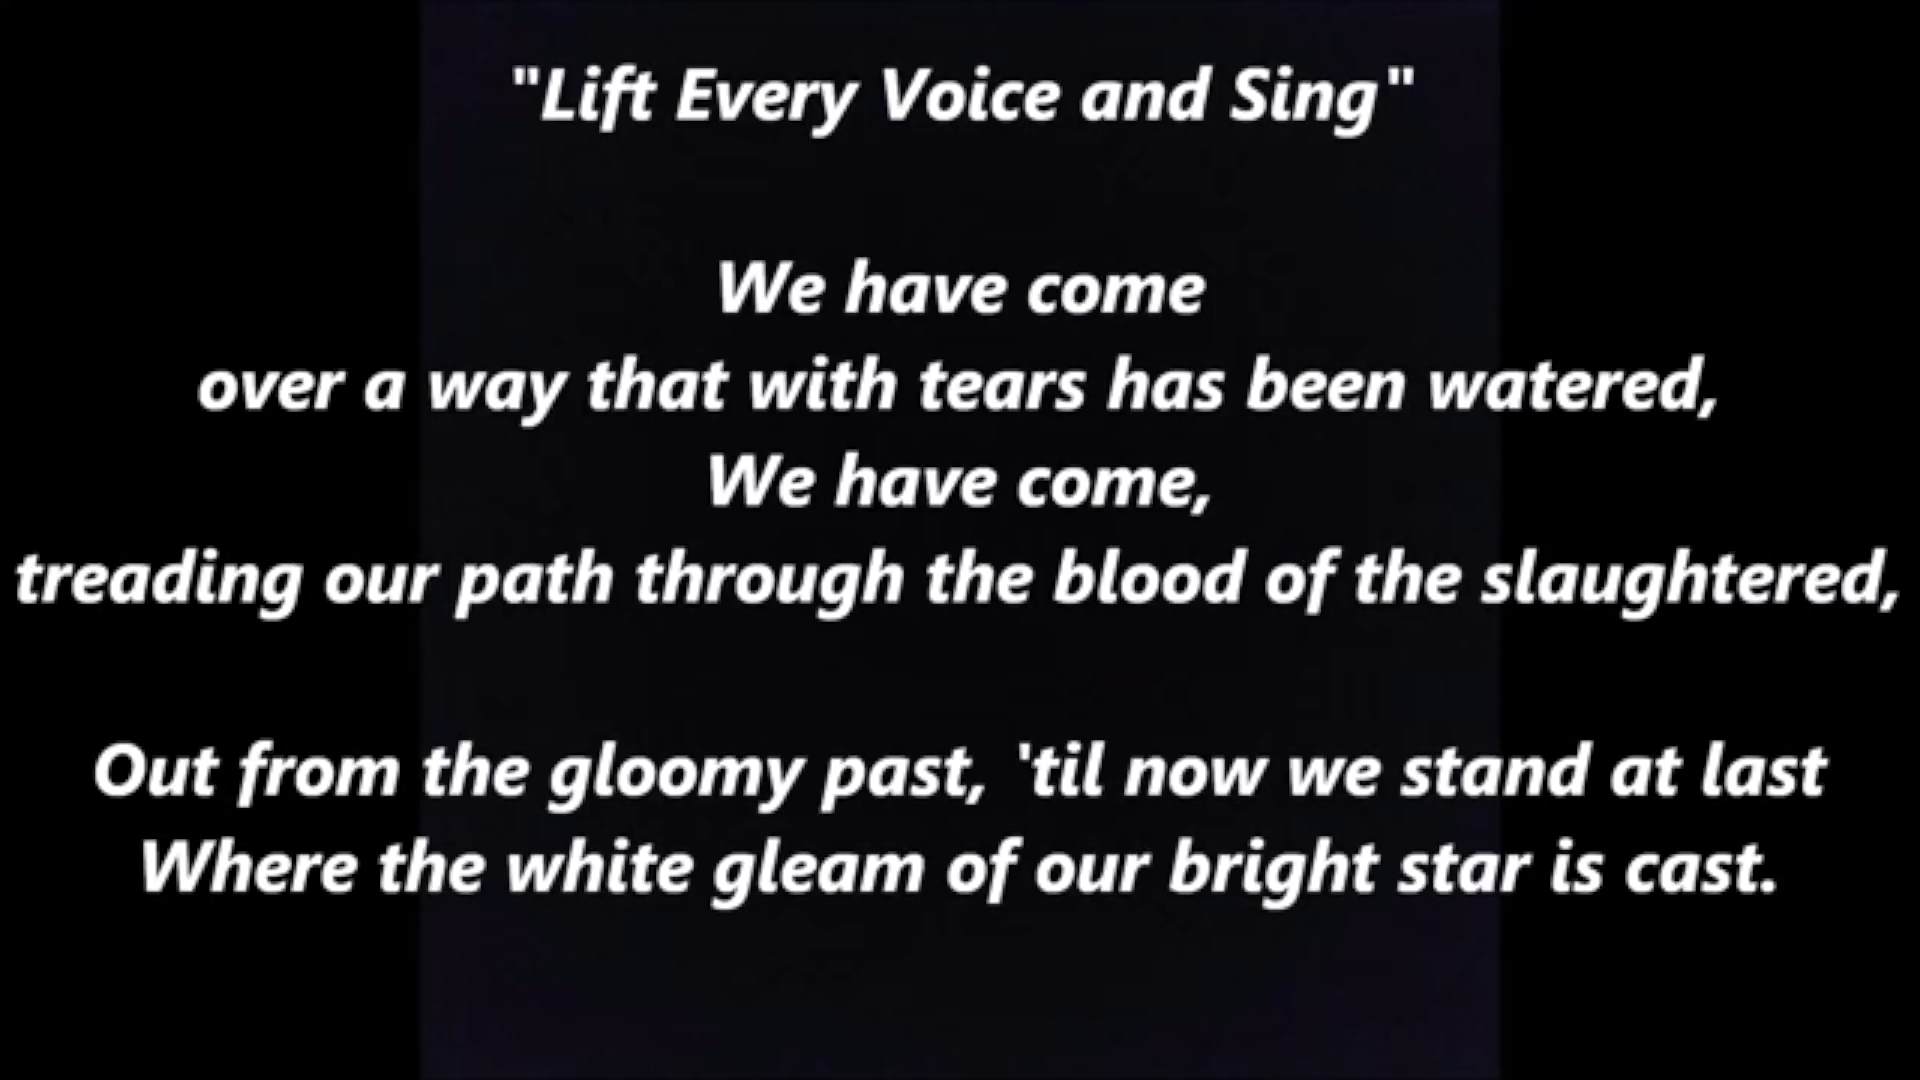 "Lift Every Voice and Sing"
We have come
over a way that with tears has been watered,
We have come,
treading our path through the blood of the slaughtered,
Out from the gloomy past, 'til now we stand at last
Where the white gleam of our bright star is cast.